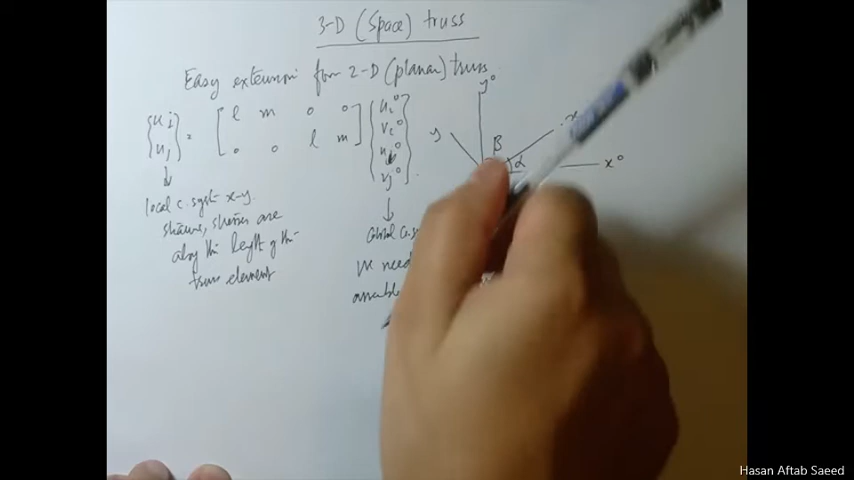 3-D (Space) truss
Easy extension from 2-D (planar) truss.
{ui uj} = [l m 0 0 0 0 l m] {ui° vi° uj° vj°}
y°
y
x
β
α
x°
local c. syst x-y.
strains, stresses are
along the length of the
truss element
Global c.s
We need
assemble
Hasan Aftab Saeed